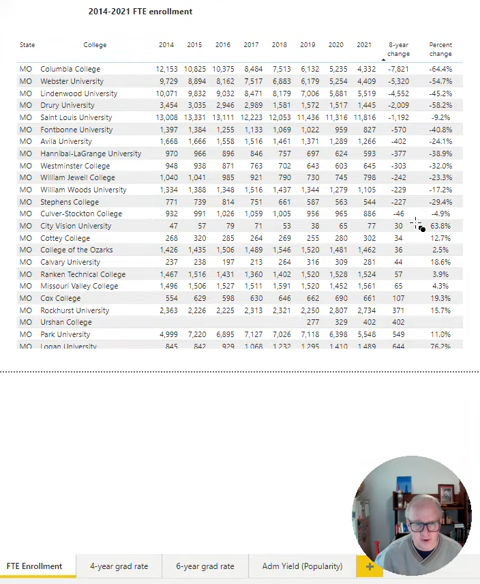 2014-2021 FTE enrollment
State College 2014 2015 2016 2017 2018 2019 2020 2021 8-year change Percent change
MO Columbia College 12,153 10,825 10,375 8,484 7,513 6,132 5,235 4,332 -7,821 -64.4%
MO Webster University 9,729 8,894 8,162 7,517 6,883 6,179 5,254 4,409 -5,320 -54.7%
MO Lindenwood University 10,071 9,832 9,032 8,471 8,179 7,006 5,881 5,519 -4,552 -45.2%
MO Drury University 3,454 3,035 2,946 2,989 1,581 1,572 1,517 1,445 -2,009 -58.2%
MO Saint Louis University 13,008 13,331 13,111 12,223 12,053 11,436 11,316 11,816 -1,192 -9.2%
MO Fontbonne University 1,397 1,384 1,255 1,133 1,069 1,022 959 827 -570 -40.8%
MO Avila University 1,668 1,666 1,558 1,516 1,461 1,371 1,289 1,266 -402 -24.1%
MO Hannibal-LaGrange University 970 966 896 846 757 697 624 593 -377 -38.9%
MO Westminster College 948 938 871 763 702 643 603 645 -303 -32.0%
MO William Jewell College 1,040 1,041 985 921 790 730 745 798 -242 -23.3%
MO William Woods University 1,334 1,388 1,348 1,516 1,437 1,344 1,279 1,105 -229 -17.2%
MO Stephens College 771 739 814 751 661 587 563 544 -227 -29.4%
MO Culver-Stockton College 932 991 1,026 1,059 1,005 956 965 886 -46 -4.9%
MO City Vision University 47 57 79 71 53 38 65 77 30 63.8%
MO Cottey College 268 320 285 264 269 255 280 302 34 12.7%
MO College of the Ozarks 1,426 1,435 1,506 1,489 1,546 1,520 1,481 1,462 36 2.5%
MO Calvary University 237 238 197 213 264 316 309 281 44 18.6%
MO Ranken Technical College 1,467 1,516 1,431 1,360 1,402 1,520 1,528 1,524 57 3.9%
MO Missouri Valley College 1,496 1,506 1,527 1,511 1,591 1,520 1,452 1,561 65 4.3%
MO Cox College 554 629 598 630 646 662 690 661 107 19.3%
MO Rockhurst University 2,363 2,226 2,225 2,313 2,321 2,250 2,807 2,734 371 15.7%
MO Urshan College 277 329 402 402
MO Park University 4,999 7,220 6,895 7,127 7,026 7,118 6,398 5,548 549 11.0%
MO Logan University 845 842 929 1,068 1,232 1,295 1,410 1,489 644 76.2%
FTE Enrollment 4-year grad rate 6-year grad rate Adm Yield (Popularity) +